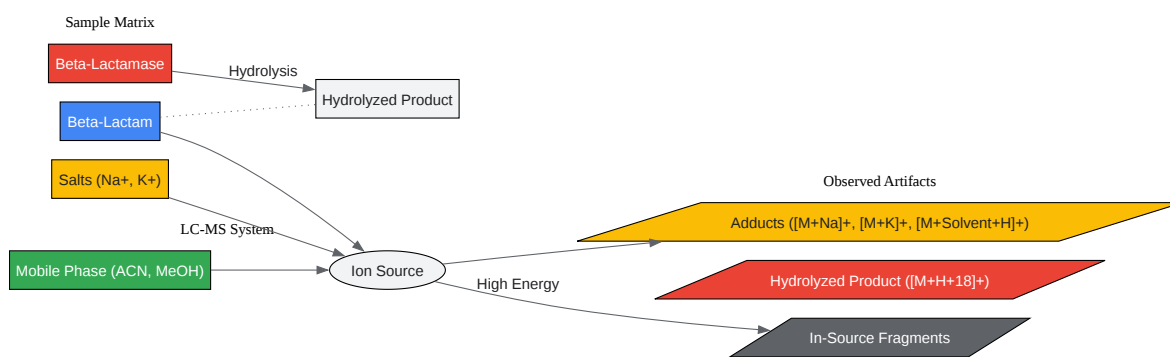 Sample Matrix
Beta-Lactamase
Hydrolysis
Hydrolyzed Product
Beta-Lactam
Salts (Na+, K+)
LC-MS System
Mobile Phase (ACN, MeOH)
Ion Source
High Energy
Observed Artifacts
Adducts ([M+Na]+, [M+K]+, [M+Solvent+H]+)
Hydrolyzed Product ([M+H+18]+)
In-Source Fragments